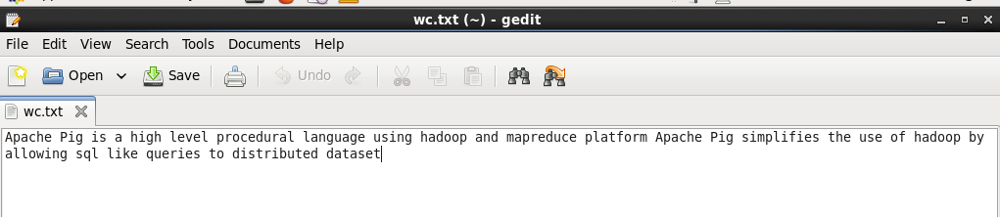 wc.txt (~) - gedit
File Edit View Search Tools Documents Help
Open Save Undo
wc.txt
Apache Pig is a high level procedural language using hadoop and mapreduce platform Apache Pig simplifies the use of hadoop by
allowing sql like queries to distributed dataset